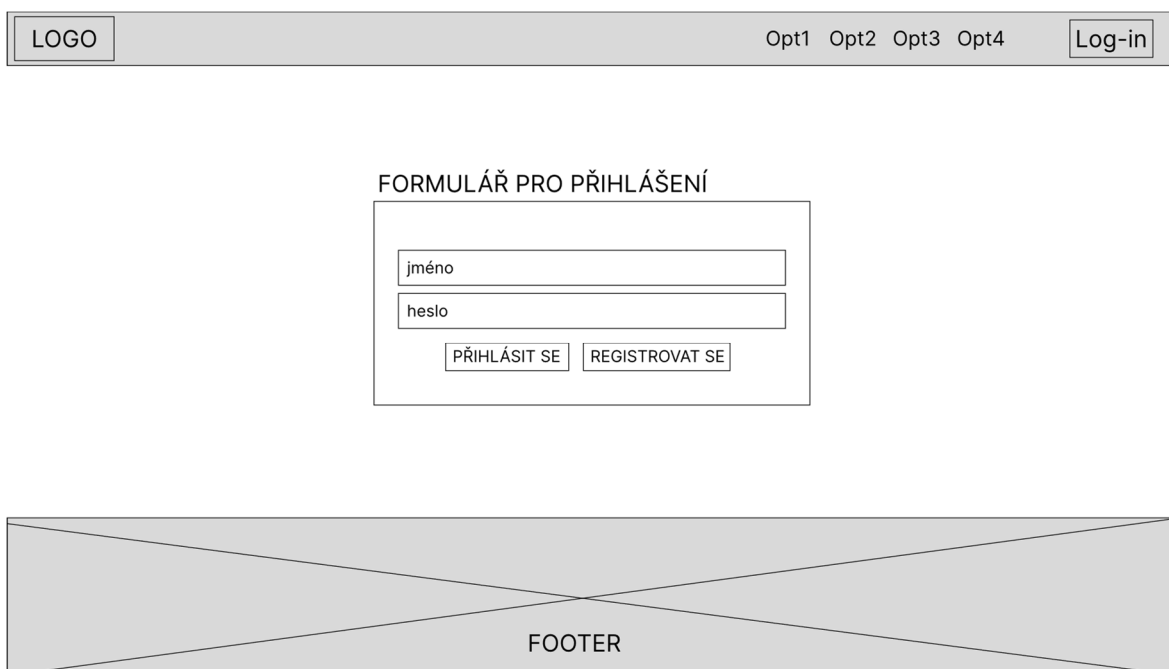 LOGO Opt1 Opt2 Opt3 Opt4 Log-in
FORMULÁŘ PRO PŘIHLÁŠENÍ
jméno
heslo
PŘIHLÁSIT SE REGISTROVAT SE
FOOTER